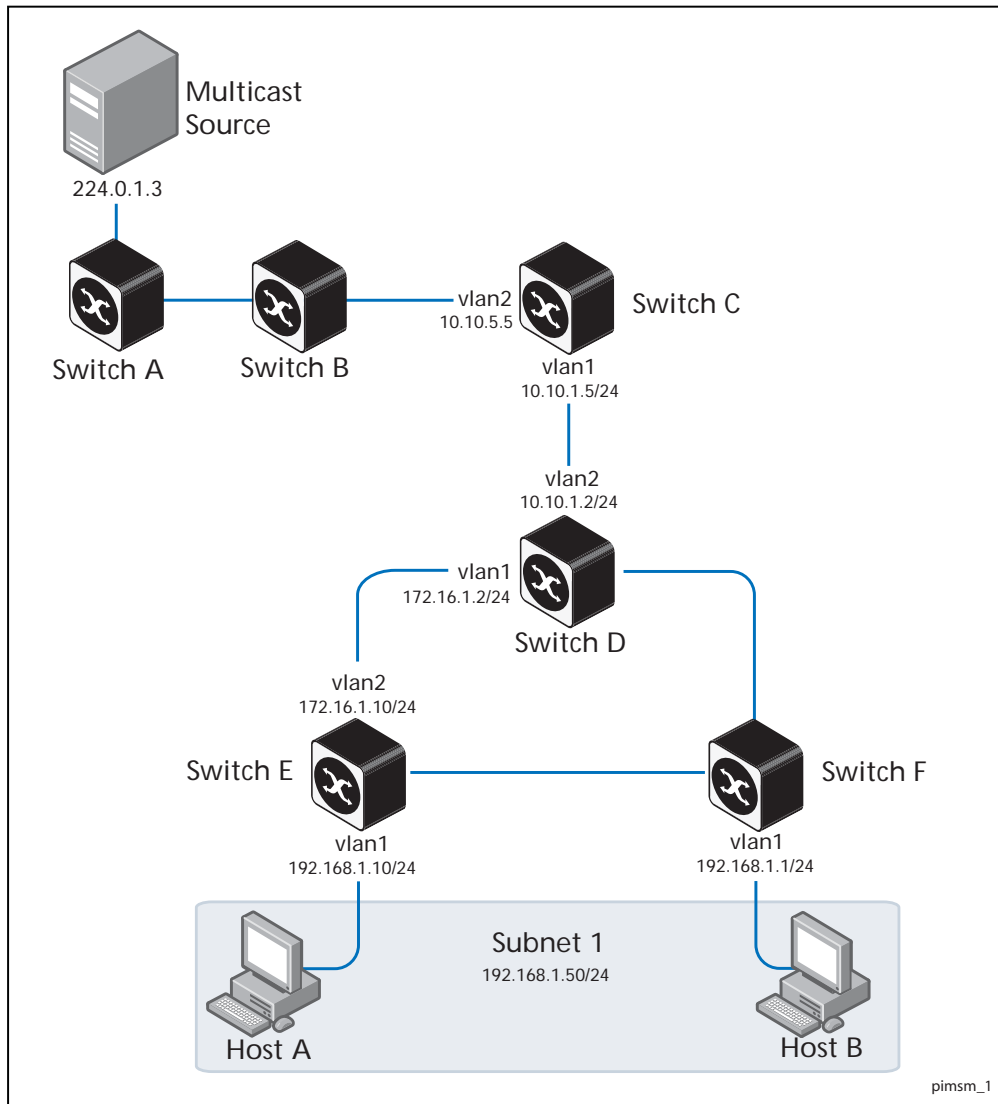 Multicast
Source
224.0.1.3
Switch A
Switch B
vlan2
10.10.5.5
Switch C
vlan1
10.10.1.5/24
vlan2
10.10.1.2/24
vlan1
172.16.1.2/24
Switch D
vlan2
172.16.1.10/24
Switch E
Switch F
vlan1
192.168.1.10/24
vlan1
192.168.1.1/24
Subnet 1
192.168.1.50/24
Host A
Host B
pimsm_1